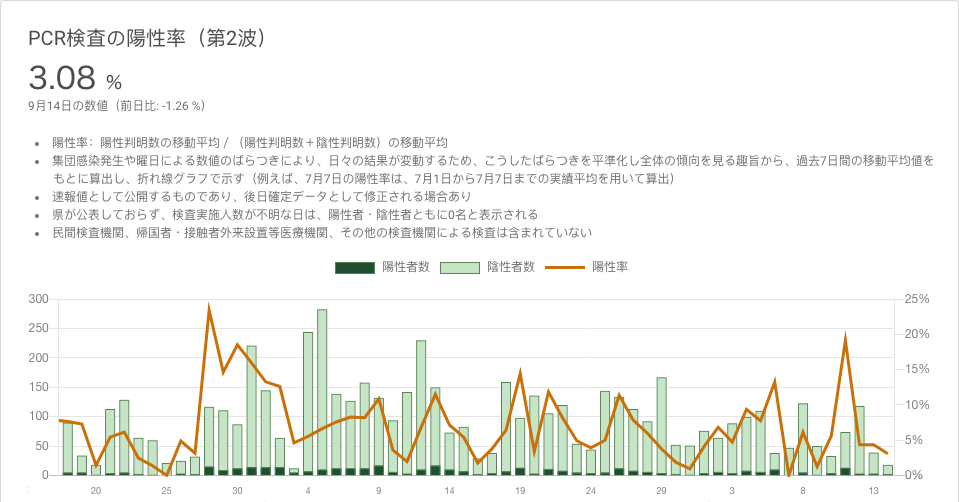 PCR検査の陽性率（第2波）
3.08 %
9月14日の数値（前日比: -1.26 %）
• 陽性率： 陽性判明数の移動平均 / （陽性判明数＋陰性判明数）の移動平均
• 集団感染発生や曜日による数値のばらつきにより、日々の結果が変動するため、こうしたばらつきを平準化し全体の傾向を見る趣旨から、過去7日間の移動平均値を
もとに算出し、折れ線グラフで示す（例えば、7月7日の陽性率は、7月1日から7月7日までの実績平均を用いて算出）
• 速報値として公開するものであり、後日確定データとして修正される場合あり
• 県が公表しておらず、検査実施人数が不明な日は、陽性者・陰性者ともに0名と表示される
• 民間検査機関、帰国者・接触者外来設置等医療機関、その他の検査機関による検査は含まれていない
陽性者数 陰性者数 陽性率
300 25%
250 20%
200 15%
150
100 10%
50 5%
0 0%
5 20 25 30 4 9 14 19 24 29 3 8 13